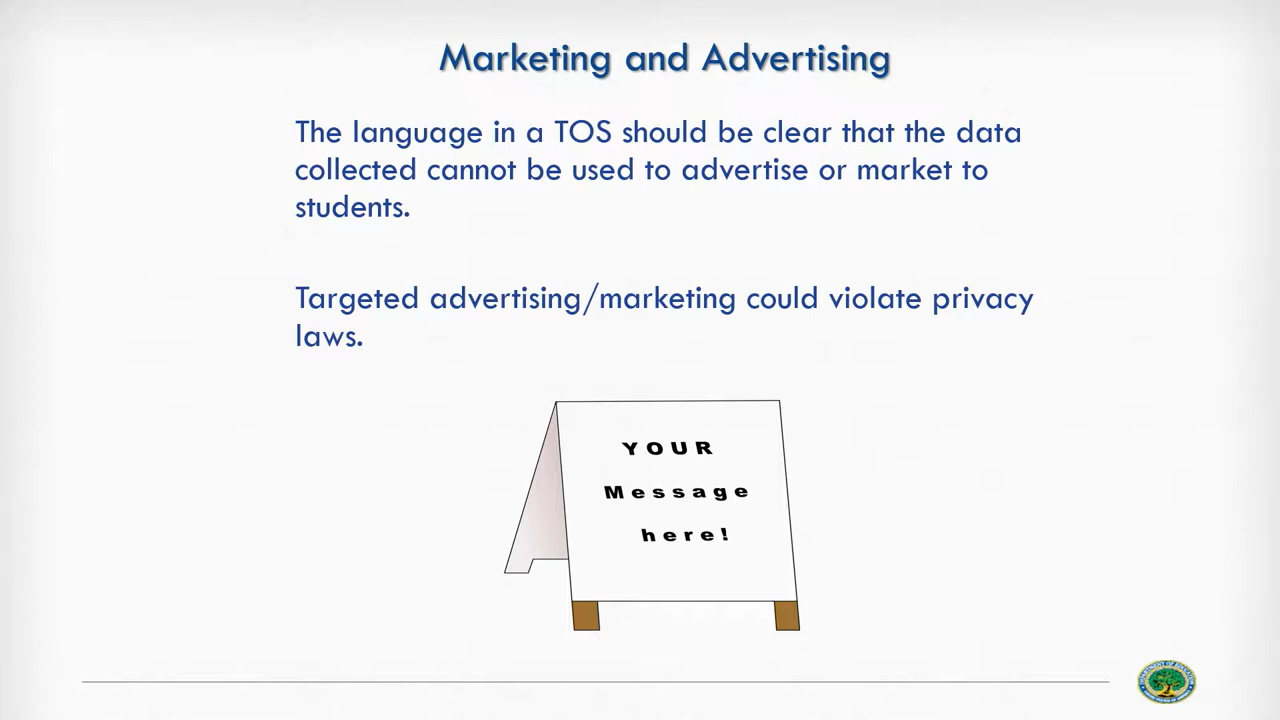 Marketing and Advertising
The language in a TOS should be clear that the data
collected cannot be used to advertise or market to
students.
Targeted advertising/marketing could violate privacy
laws.
YOUR
Message
here!